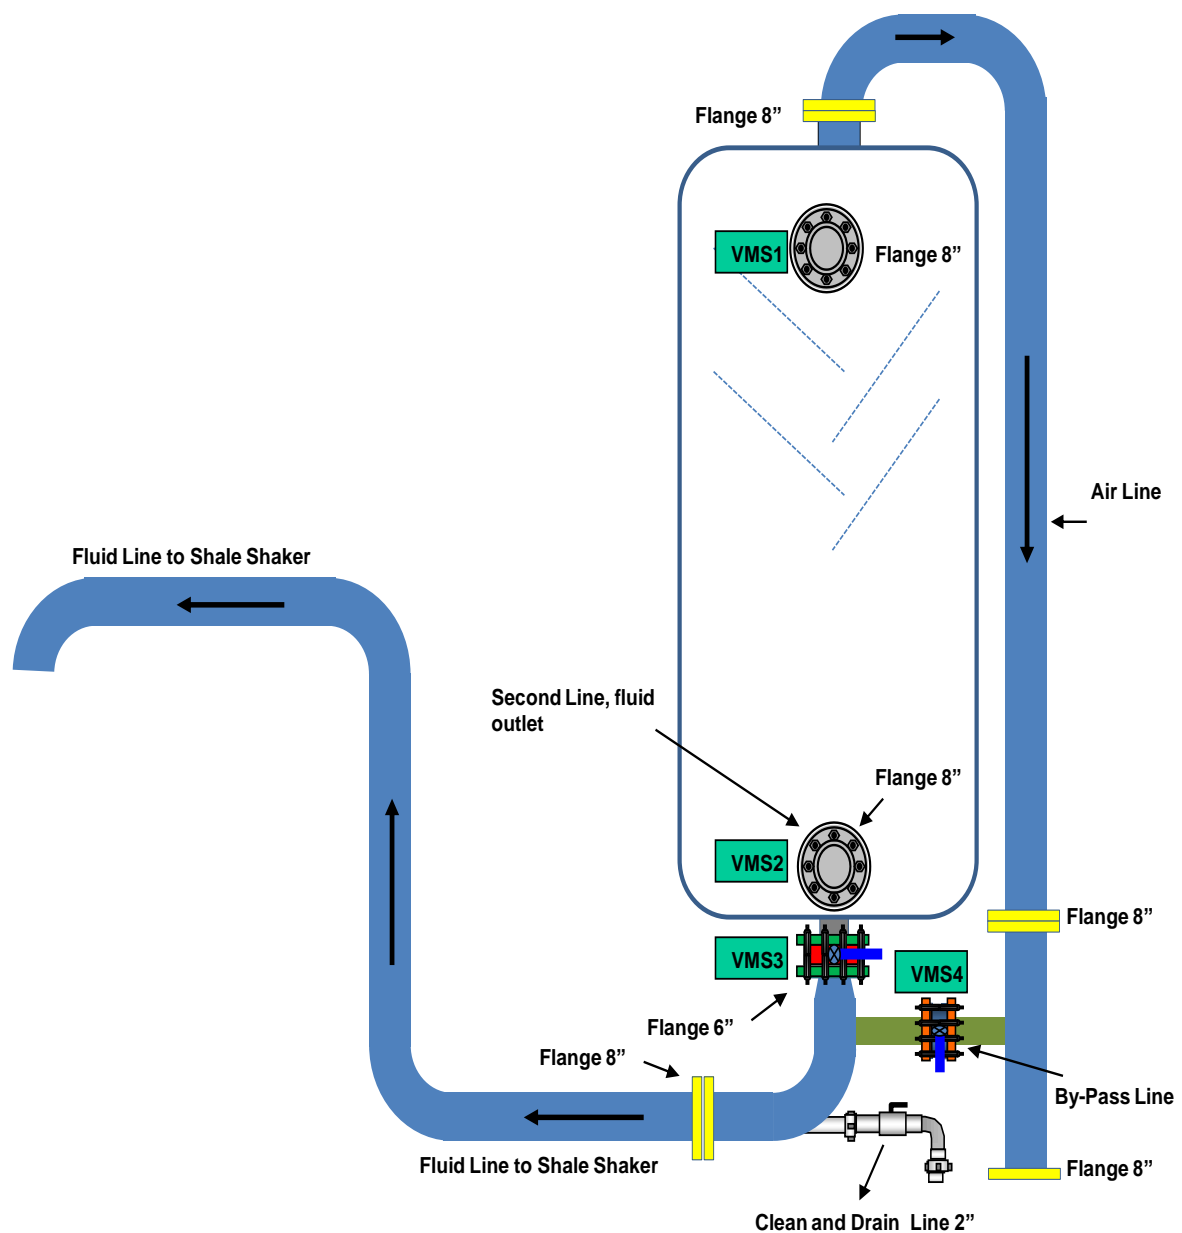 Flange 8”
VMS1
Flange 8”
Air Line
Fluid Line to Shale Shaker
Second Line, fluid
outlet
Flange 8”
VMS2
Flange 8”
VMS3
VMS4
Flange 6”
Flange 8”
By-Pass Line
Fluid Line to Shale Shaker
Flange 8”
Clean and Drain Line 2”